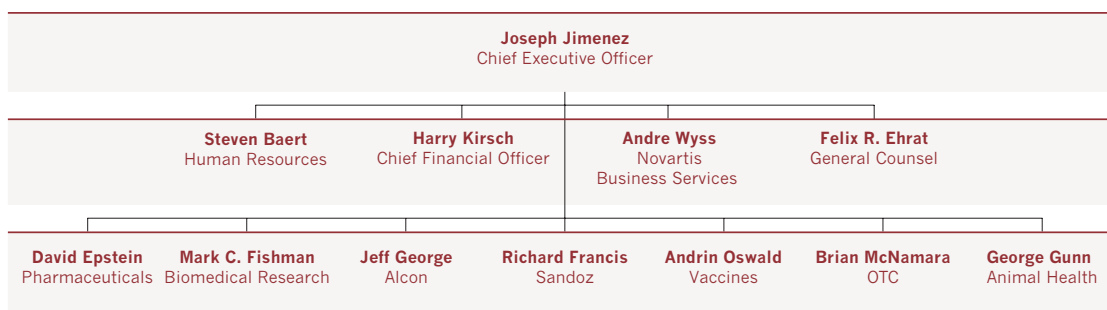 Joseph Jimenez
Chief Executive Officer
Steven Baert
Human Resources
Harry Kirsch
Chief Financial Officer
Andre Wyss
Novartis
Business Services
Felix R. Ehrat
General Counsel
David Epstein
Pharmaceuticals
Mark C. Fishman
Biomedical Research
Jeff George
Alcon
Richard Francis
Sandoz
Andrin Oswald
Vaccines
Brian McNamara
OTC
George Gunn
Animal Health